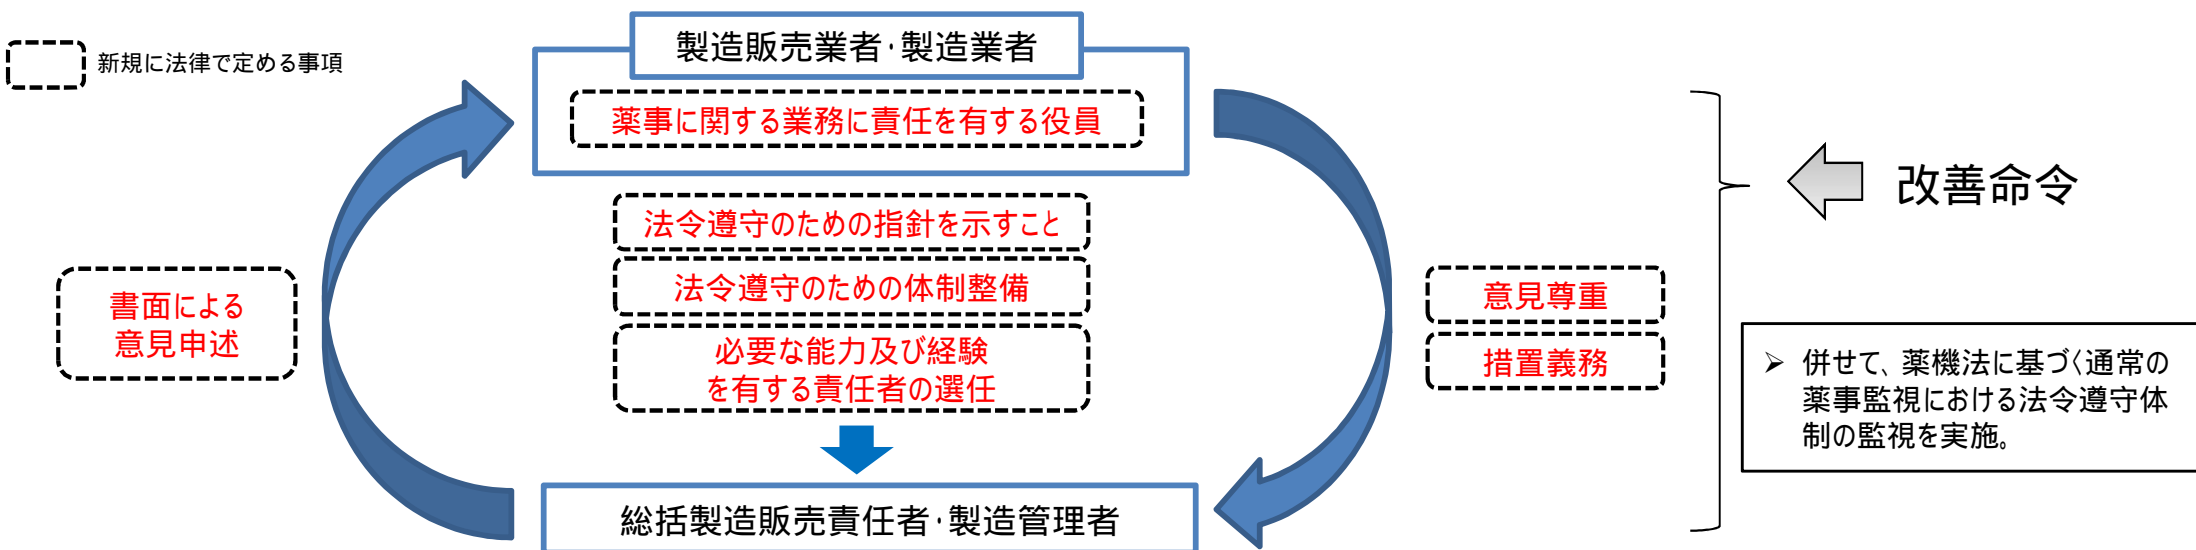 新規に法律で定める事項
製造販売業者・製造業者
薬事に関する業務に責任を有する役員
法令遵守のための指針を示すこと
法令遵守のための体制整備
必要な能力及び経験
を有する責任者の選任
書面による
意見申述
意見尊重
措置義務
総括製造販売責任者・製造管理者
改善命令
➢ 併せて、薬機法に基づく通常の
薬事監視における法令遵守体
制の監視を実施。